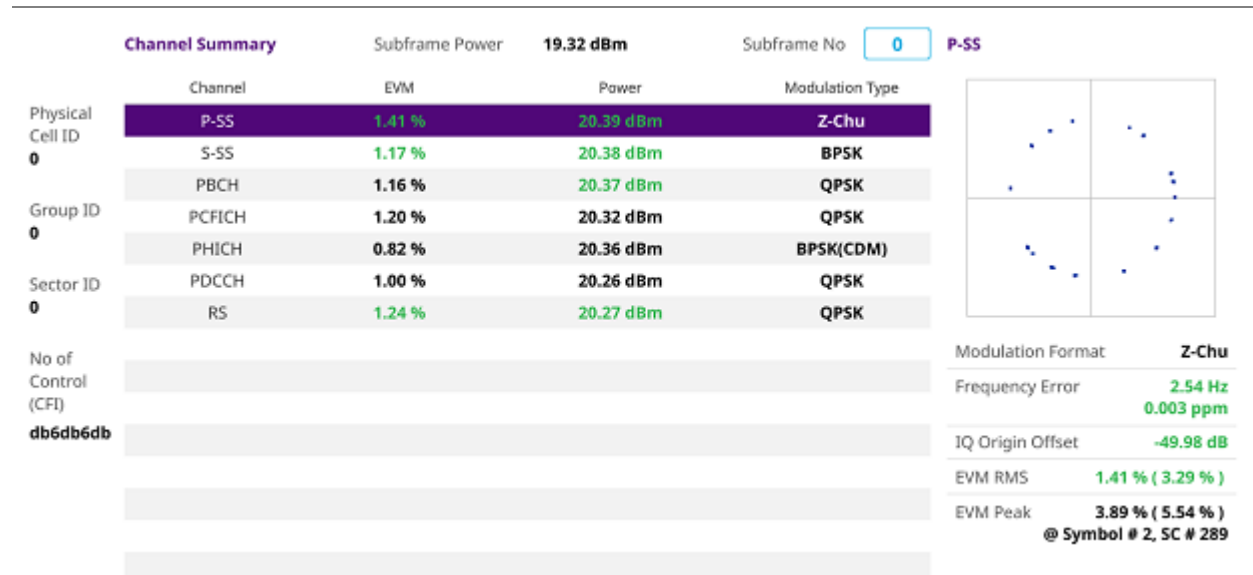 Channel Summary Subframe Power 19.32 dBm Subframe No 0 P-SS
Channel EVM Power Modulation Type
Physical
Cell ID
0
P-SS 1.41 % 20.39 dBm Z-Chu
S-SS 1.17 % 20.38 dBm BPSK
PBCH 1.16 % 20.37 dBm QPSK
Group ID
0
PCFICH 1.20 % 20.32 dBm QPSK
PHICH 0.82 % 20.36 dBm BPSK(CDM)
Sector ID
0
PDCCH 1.00 % 20.26 dBm QPSK
RS 1.24 % 20.27 dBm QPSK
No of
Control
(CFI)
db6db6db
Modulation Format Z-Chu
Frequency Error 2.54 Hz
0.003 ppm
IQ Origin Offset -49.98 dB
EVM RMS 1.41 % ( 3.29 % )
EVM Peak 3.89 % ( 5.54 % )
@ Symbol # 2, SC # 289